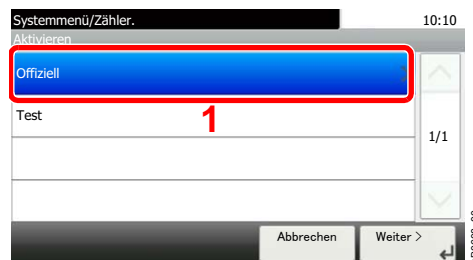 Systemmenü/Zähler.
10:10
Aktivieren
Offiziell
Test
1
1/1
Abbrechen
Weiter >